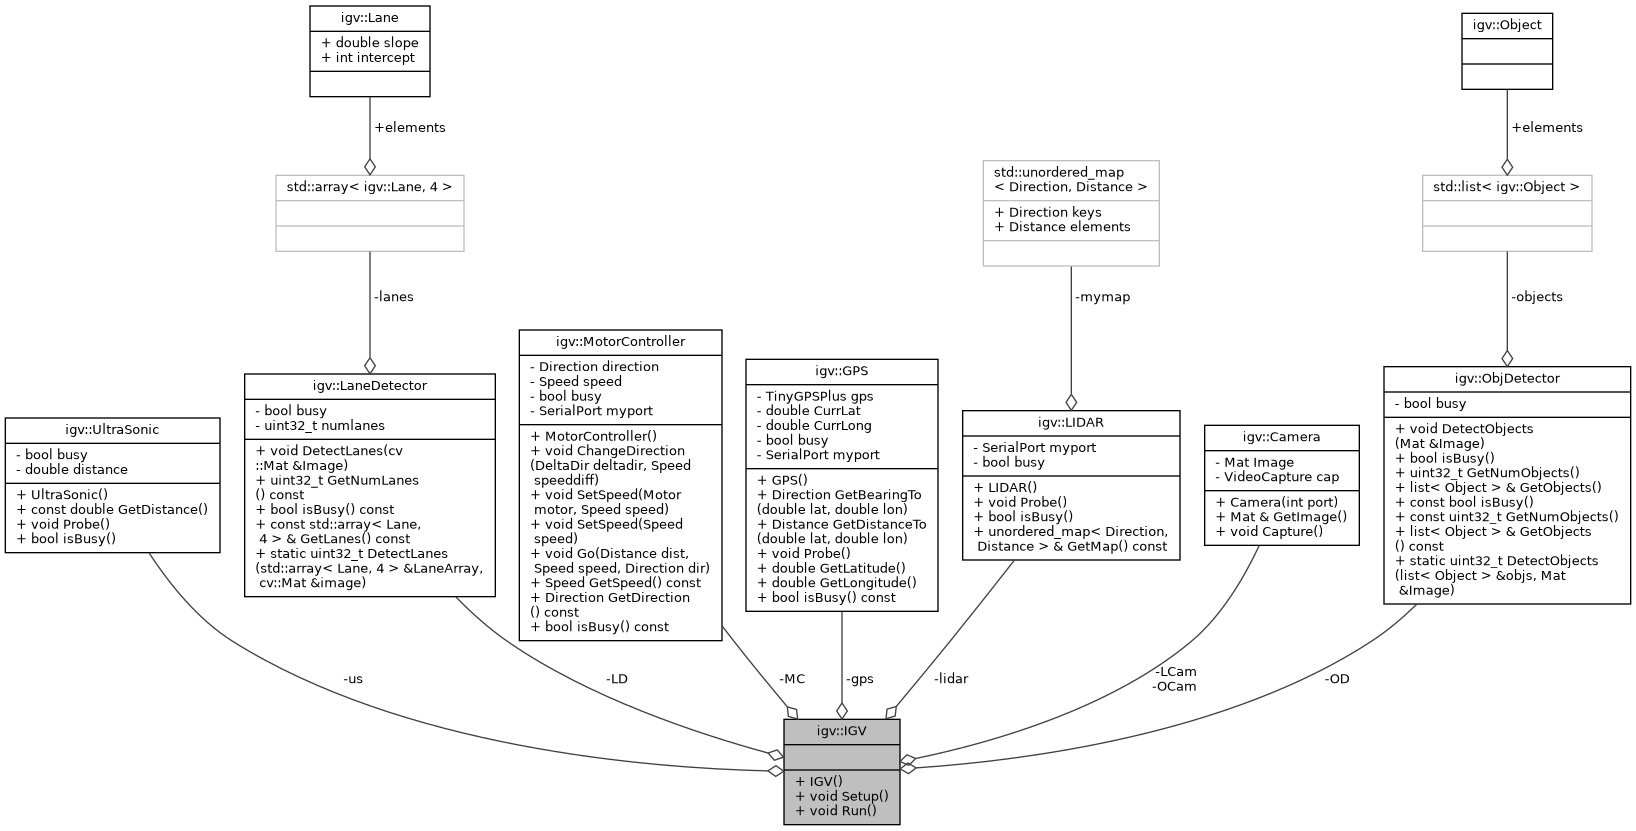 igv::Lane
+ double slope
+ int intercept
igv::Object
+elements
+elements
std::array< igv::Lane, 4 >
std::unordered_map
< Direction, Distance >
+ Direction keys
+ Distance elements
std::list< igv::Object >
-lanes
-mymap
-objects
igv::UltraSonic
- bool busy
- double distance
+ UltraSonic()
+ const double GetDistance()
+ void Probe()
+ bool isBusy()
igv::LaneDetector
- bool busy
- uint32_t numlanes
+ void DetectLanes(cv
::Mat &Image)
+ uint32_t GetNumLanes
() const
+ bool isBusy() const
+ const std::array< Lane,
4 > & GetLanes() const
+ static uint32_t DetectLanes
(std::array< Lane, 4 > &LaneArray,
cv::Mat &image)
igv::MotorController
- Direction direction
- Speed speed
- bool busy
- SerialPort myport
+ MotorController()
+ void ChangeDirection
(DeltaDir deltadir, Speed
speeddiff)
+ void SetSpeed(Motor
motor, Speed speed)
+ void SetSpeed(Speed
speed)
+ void Go(Distance dist,
Speed speed, Direction dir)
+ Speed GetSpeed() const
+ Direction GetDirection
() const
+ bool isBusy() const
igv::GPS
- TinyGPSPlus gps
- double CurrLat
- double CurrLong
- bool busy
- SerialPort myport
+ GPS()
+ Direction GetBearingTo
(double lat, double lon)
+ Distance GetDistanceTo
(double lat, double lon)
+ void Probe()
+ double GetLatitude()
+ double GetLongitude()
+ bool isBusy() const
igv::LIDAR
- SerialPort myport
- bool busy
+ LIDAR()
+ void Probe()
+ bool isBusy()
+ unordered_map< Direction,
Distance > & GetMap() const
igv::Camera
- Mat Image
- VideoCapture cap
+ Camera(int port)
+ Mat & GetImage()
+ void Capture()
igv::ObjDetector
- bool busy
+ void DetectObjects
(Mat &Image)
+ bool isBusy()
+ uint32_t GetNumObjects()
+ list< Object > & GetObjects()
+ const bool isBusy()
+ const uint32_t GetNumObjects()
+ list< Object > & GetObjects
() const
+ static uint32_t DetectObjects
(list< Object > &objs, Mat
&Image)
-us
-LD
-MC
-gps
-lidar
-LCam
-OCam
-OD
igv::IGV
+ IGV()
+ void Setup()
+ void Run()